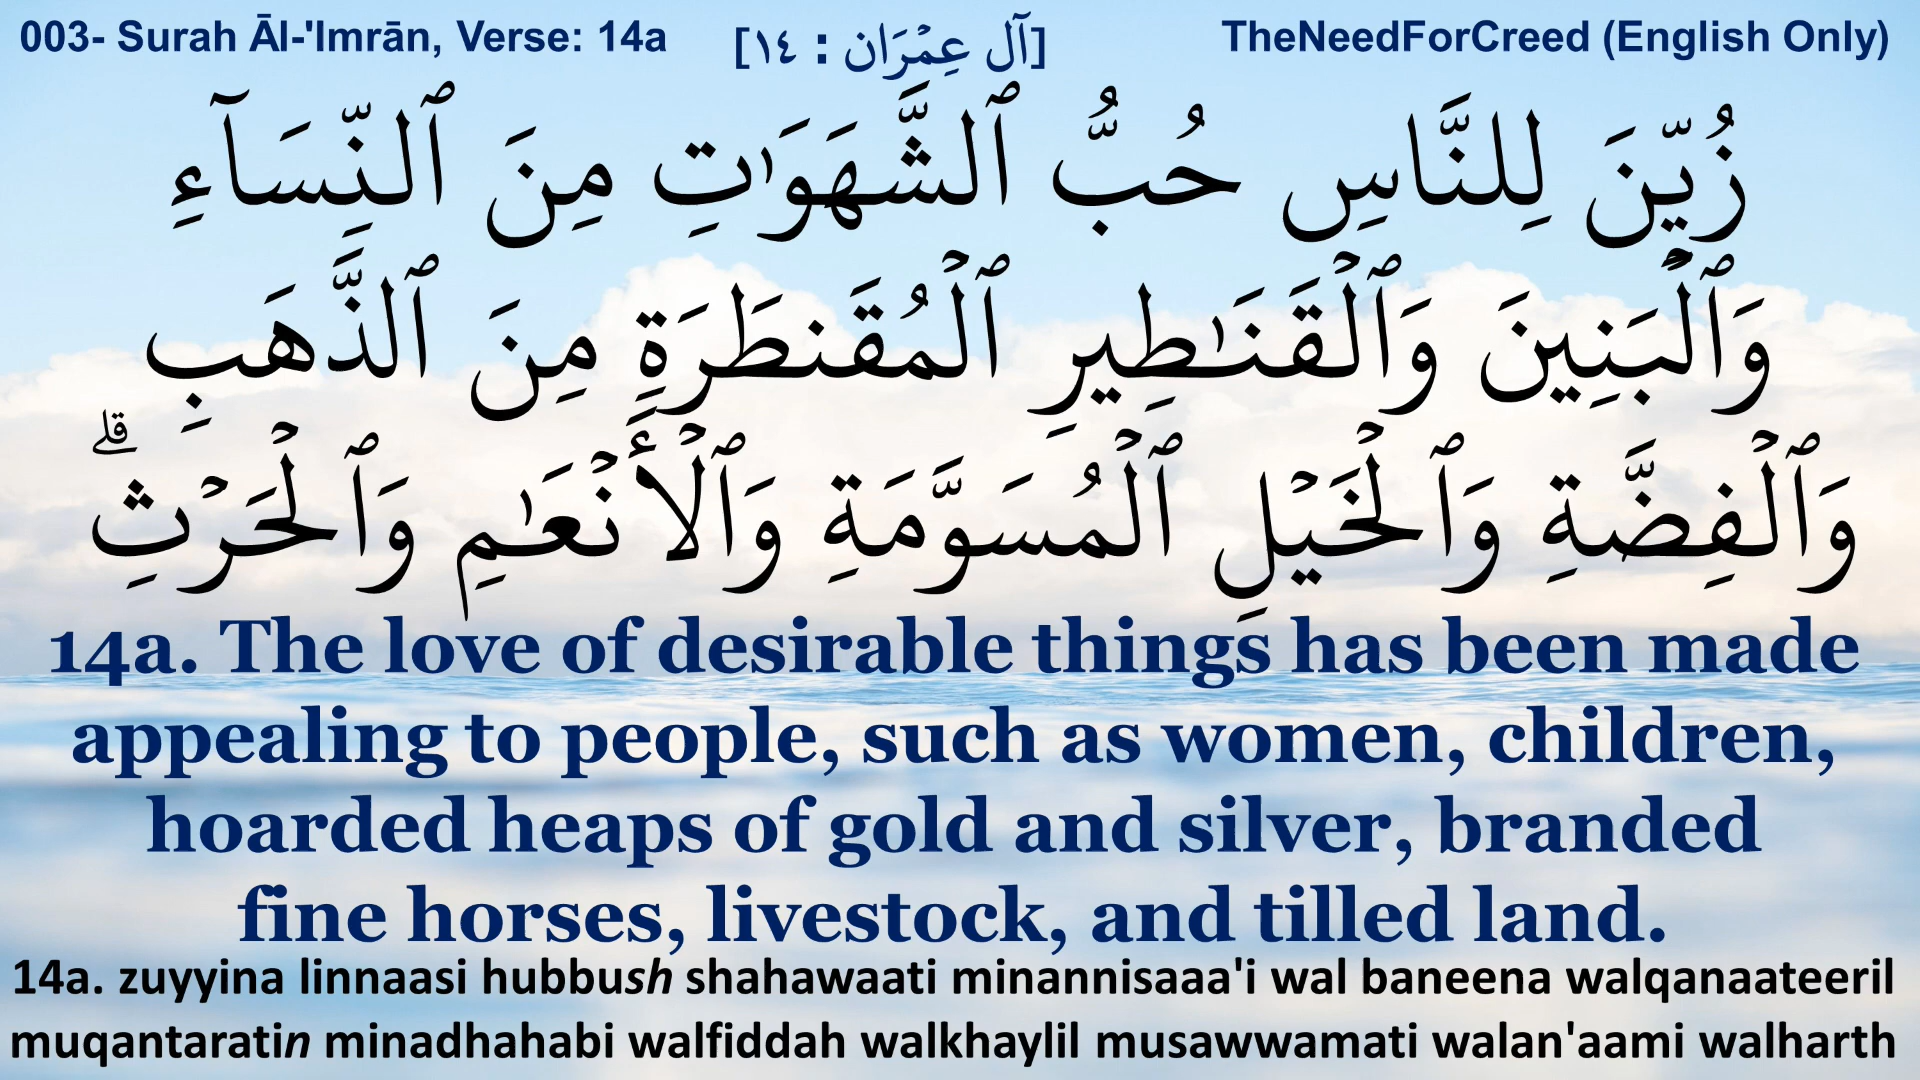 003- Surah Āl-'Imrān, Verse: 14a [آل عِمْرَان : ١٤] TheNeedForCreed (English Only)
زُيِّنَ لِلنَّاسِ حُبُّ ٱلشَّهَوَٰتِ مِنَ ٱلنِّسَآءِ
وَٱلْبَنِينَ وَٱلْقَنَـٰطِيرِ ٱلْمُقَنطَرَةِ مِنَ ٱلذَّهَبِ
وَٱلْفِضَّةِ وَٱلْخَيْلِ ٱلْمُسَوَّمَةِ وَٱلْأَنْعَـٰمِ وَٱلْحَرْثِ ۗ
14a. The love of desirable things has been made
appealing to people, such as women, children,
hoarded heaps of gold and silver, branded
fine horses, livestock, and tilled land.
14a. zuyyina linnaasi hubbush shahawaati minannisaaa'i wal baneena walqanaateeril
muqantaratin minadhahabi walfiddah walkhaylil musawwamati walan'aami walharth